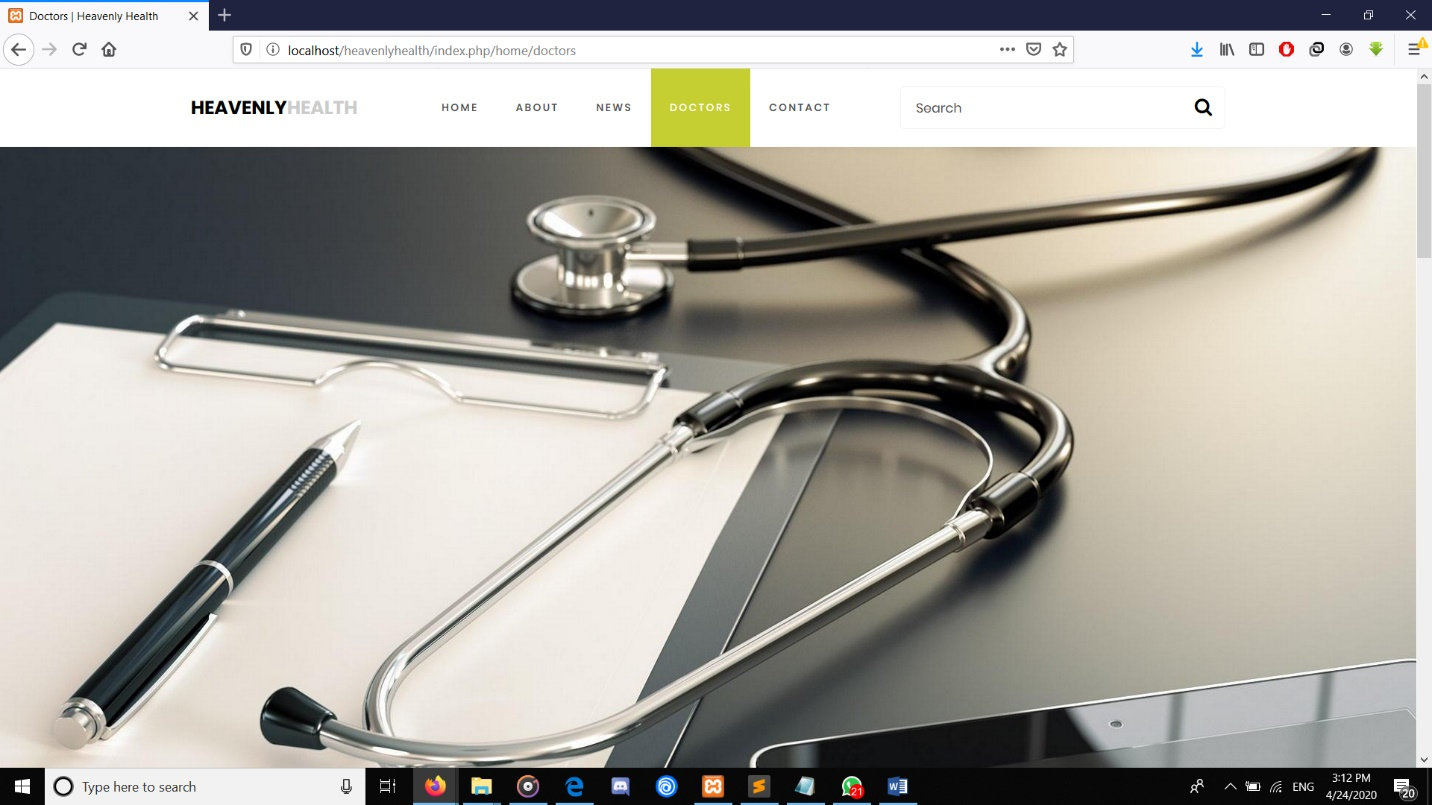 Doctors | Heavenly Health
localhost/heavenlyhealth/index.php/home/doctors
HEAVENLYHEALTH
HOME
ABOUT
NEWS
DOCTORS
CONTACT
Search
Type here to search
21
W
ENG
3:12 PM
4/24/2020
20